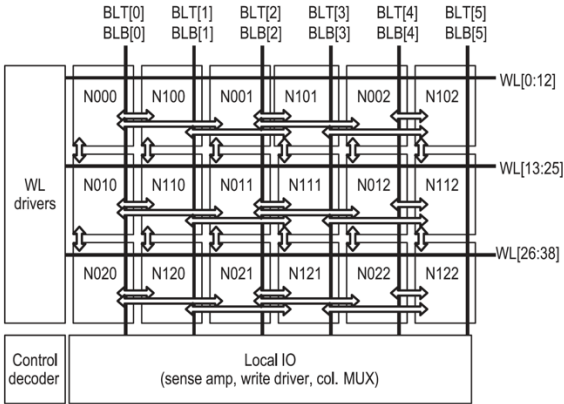 BLT[0] BLT[1] BLT[2] BLT[3] BLT[4] BLT[5]
BLB[0] BLB[1] BLB[2] BLB[3] BLB[4] BLB[5]
WL[0:12]
N000 N100 N001 N101 N002 N102
WL[13:25]
WL
drivers
N010 N110 N011 N111 N012 N112
WL[26:38]
N020 N120 N021 N121 N022 N122
Control
decoder
Local IO
(sense amp, write driver, col. MUX)